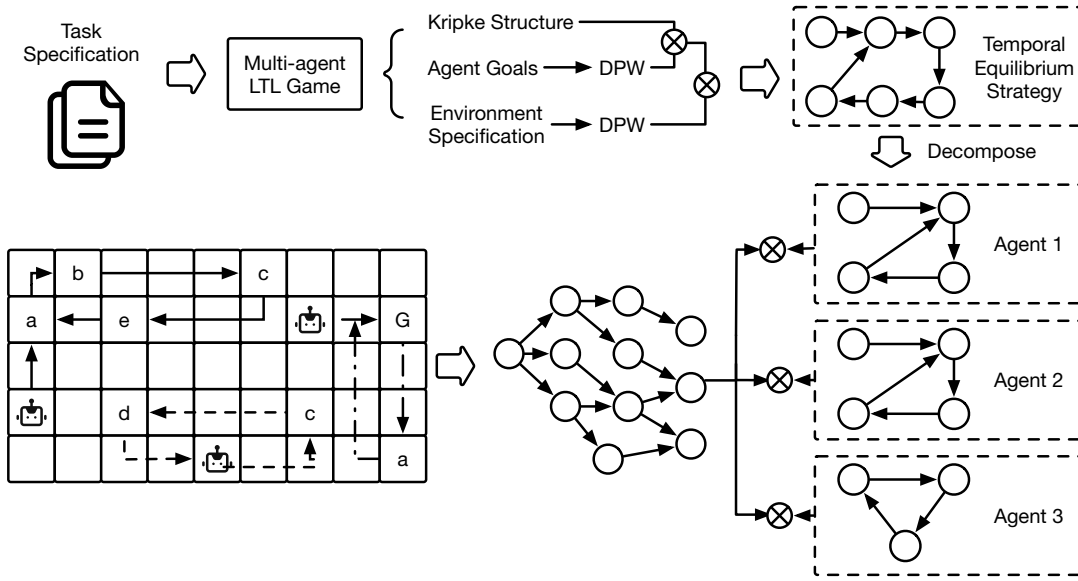 Task
Specification
Multi-agent
LTL Game
Kripke Structure
Agent Goals
DPW
Environment
Specification
DPW
Temporal
Equilibrium
Strategy
Decompose
b
c
a
e
G
d
c
a
Agent 1
Agent 2
Agent 3